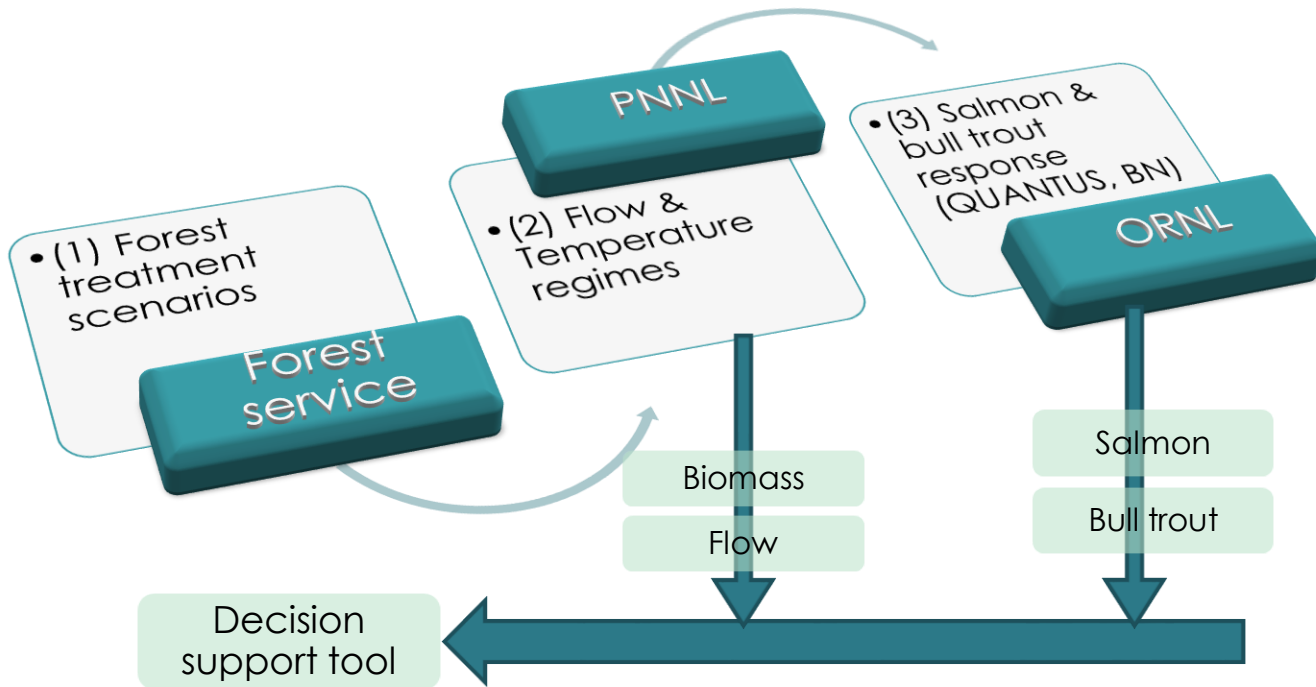 • (1) Forest
treatment
scenarios
Forest
service
PNNL
• (2) Flow &
Temperature
regimes
• (3) Salmon &
bull trout
response
(QUANTUS, BN)
ORNL
Biomass
Flow
Salmon
Bull trout
Decision
support tool